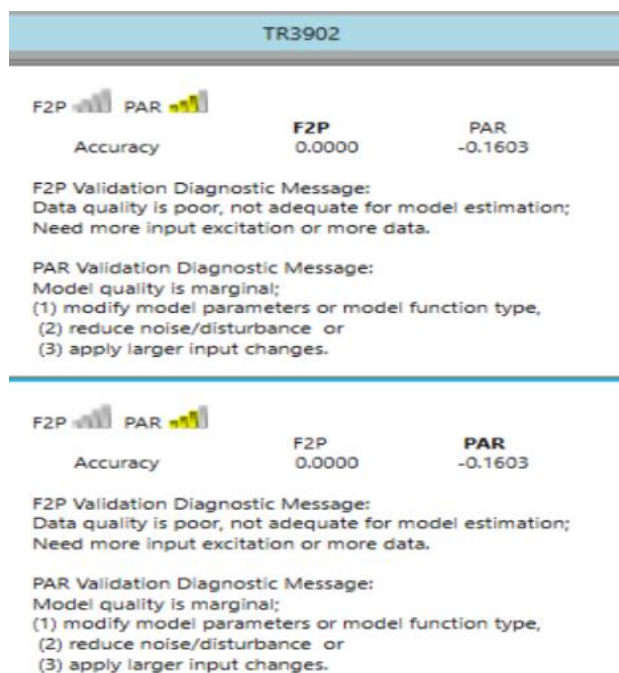 TR3902
F2P PAR
F2P PAR
Accuracy 0.0000 -0.1603
F2P Validation Diagnostic Message:
Data quality is poor, not adequate for model estimation;
Need more input excitation or more data.
PAR Validation Diagnostic Message:
Model quality is marginal;
(1) modify model parameters or model function type,
(2) reduce noise/disturbance or
(3) apply larger input changes.
F2P PAR
F2P PAR
Accuracy 0.0000 -0.1603
F2P Validation Diagnostic Message:
Data quality is poor, not adequate for model estimation;
Need more input excitation or more data.
PAR Validation Diagnostic Message:
Model quality is marginal;
(1) modify model parameters or model function type,
(2) reduce noise/disturbance or
(3) apply larger input changes.